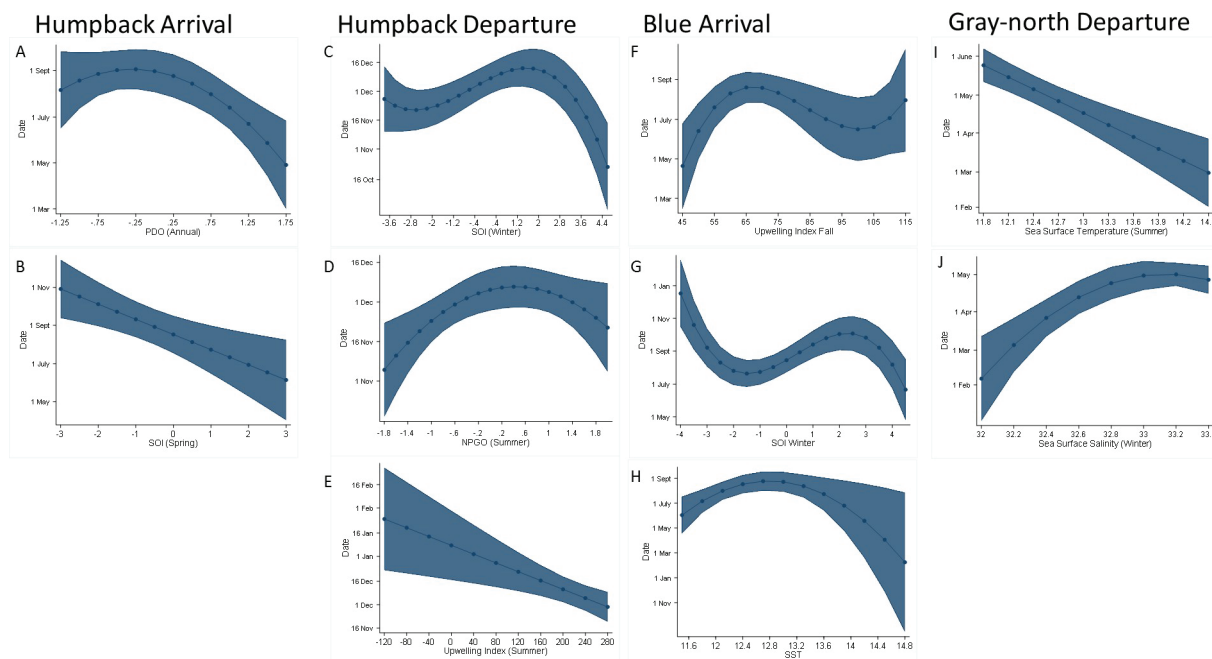 Humpback Arrival
Humpback Departure
Blue Arrival
Gray-north Departure
A
1 Sept
1 July
1 May
1 Mar
Date
-1.25 -.75 -.25 .25 .75 1.25 1.75
PDO (Annual)
B
1 Nov
1 Sept
1 July
1 May
Date
-3 -2 -1 0 1 2 3
SOI (Spring)
C
16 Dec
1 Dec
16 Nov
1 Nov
16 Oct
Date
-3.6 -2.8 -2 -1.2 -.4 .4 1.2 2 2.8 3.6 4.4
SOI (Winter)
D
16 Dec
1 Dec
1 Nov
Date
-1.8 -1.4 -1 -.6 -.2 .2 .6 1 1.4 1.8
NPGO (Summer)
E
16 Feb
1 Feb
16 Jan
1 Jan
16 Dec
1 Dec
16 Nov
Date
-120 -80 -40 0 40 80 120 160 200 240 280
Upwelling Index (Summer)
F
1 Sept
1 July
1 May
1 Mar
Date
45 55 65 75 85 95 105 115
Upwelling Index Fall
G
1 Jan
1 Nov
1 Sept
1 July
1 May
Date
-4 -3 -2 -1 0 1 2 3 4
SOI Winter
H
1 Sept
1 July
1 May
1 Mar
1 Jan
1 Nov
Date
11.6 12 12.4 12.8 13.2 13.6 14 14.4 14.8
SST
I
1 June
1 May
1 Apr
1 Mar
1 Feb
Date
11.8 12.1 12.4 12.7 13 13.3 13.6 13.9 14.2 14.
Sea Surface Temperature (Summer)
J
1 May
1 Apr
1 Mar
1 Feb
Date
32 32.2 32.4 32.6 32.8 33 33.2 33.
Sea Surface Salinity (Winter)